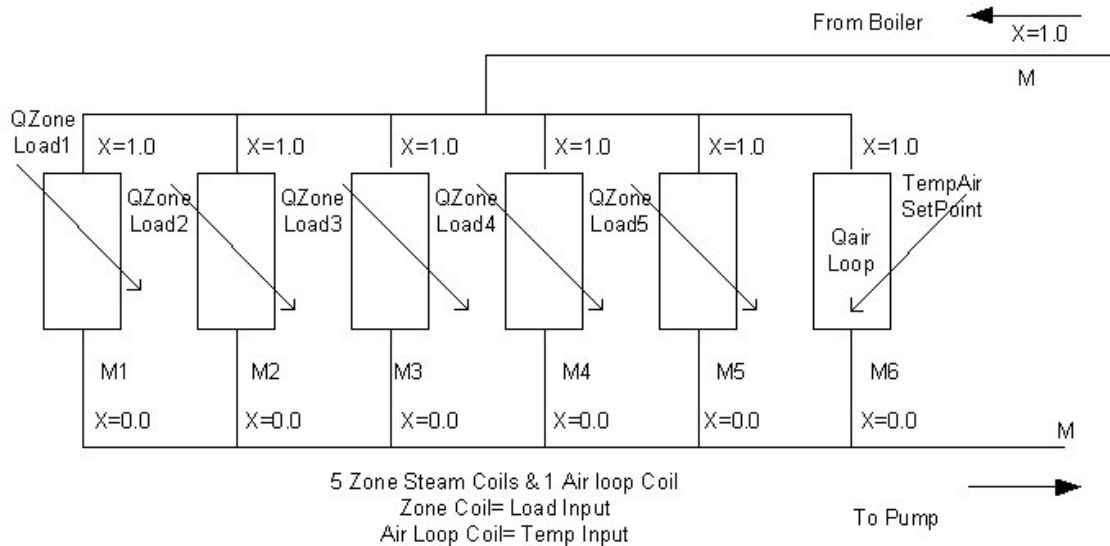 From Boiler
X=1.0
M
QZone
Load1
X=1.0
X=1.0
X=1.0
X=1.0
X=1.0
X=1.0
QZone
Load2
QZone
Load3
QZone
Load4
QZone
Load5
TempAir
SetPoint
Qair
Loop
M1
M2
M3
M4
M5
M6
X=0.0
X=0.0
X=0.0
X=0.0
X=0.0
X=0.0
M
5 Zone Steam Coils & 1 Air loop Coil
Zone Coil= Load Input
Air Loop Coil= Temp Input
To Pump